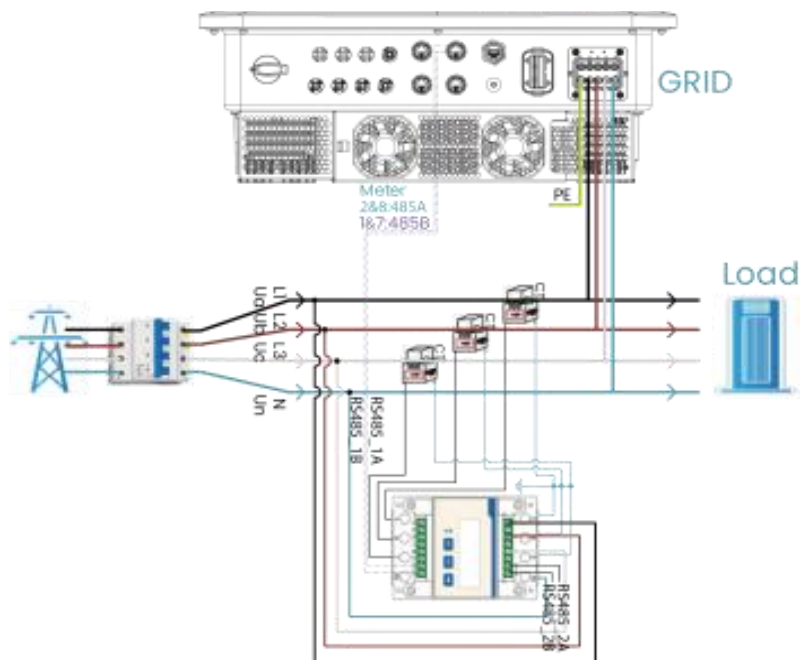 GRID
Meter
2&8:485A
1&7:485B
PE
Load
L1
Ua
L2
Ub
L3
Uc
N
Un
RS485_1A
RS485_1B
RS485_2A
RS485_2B